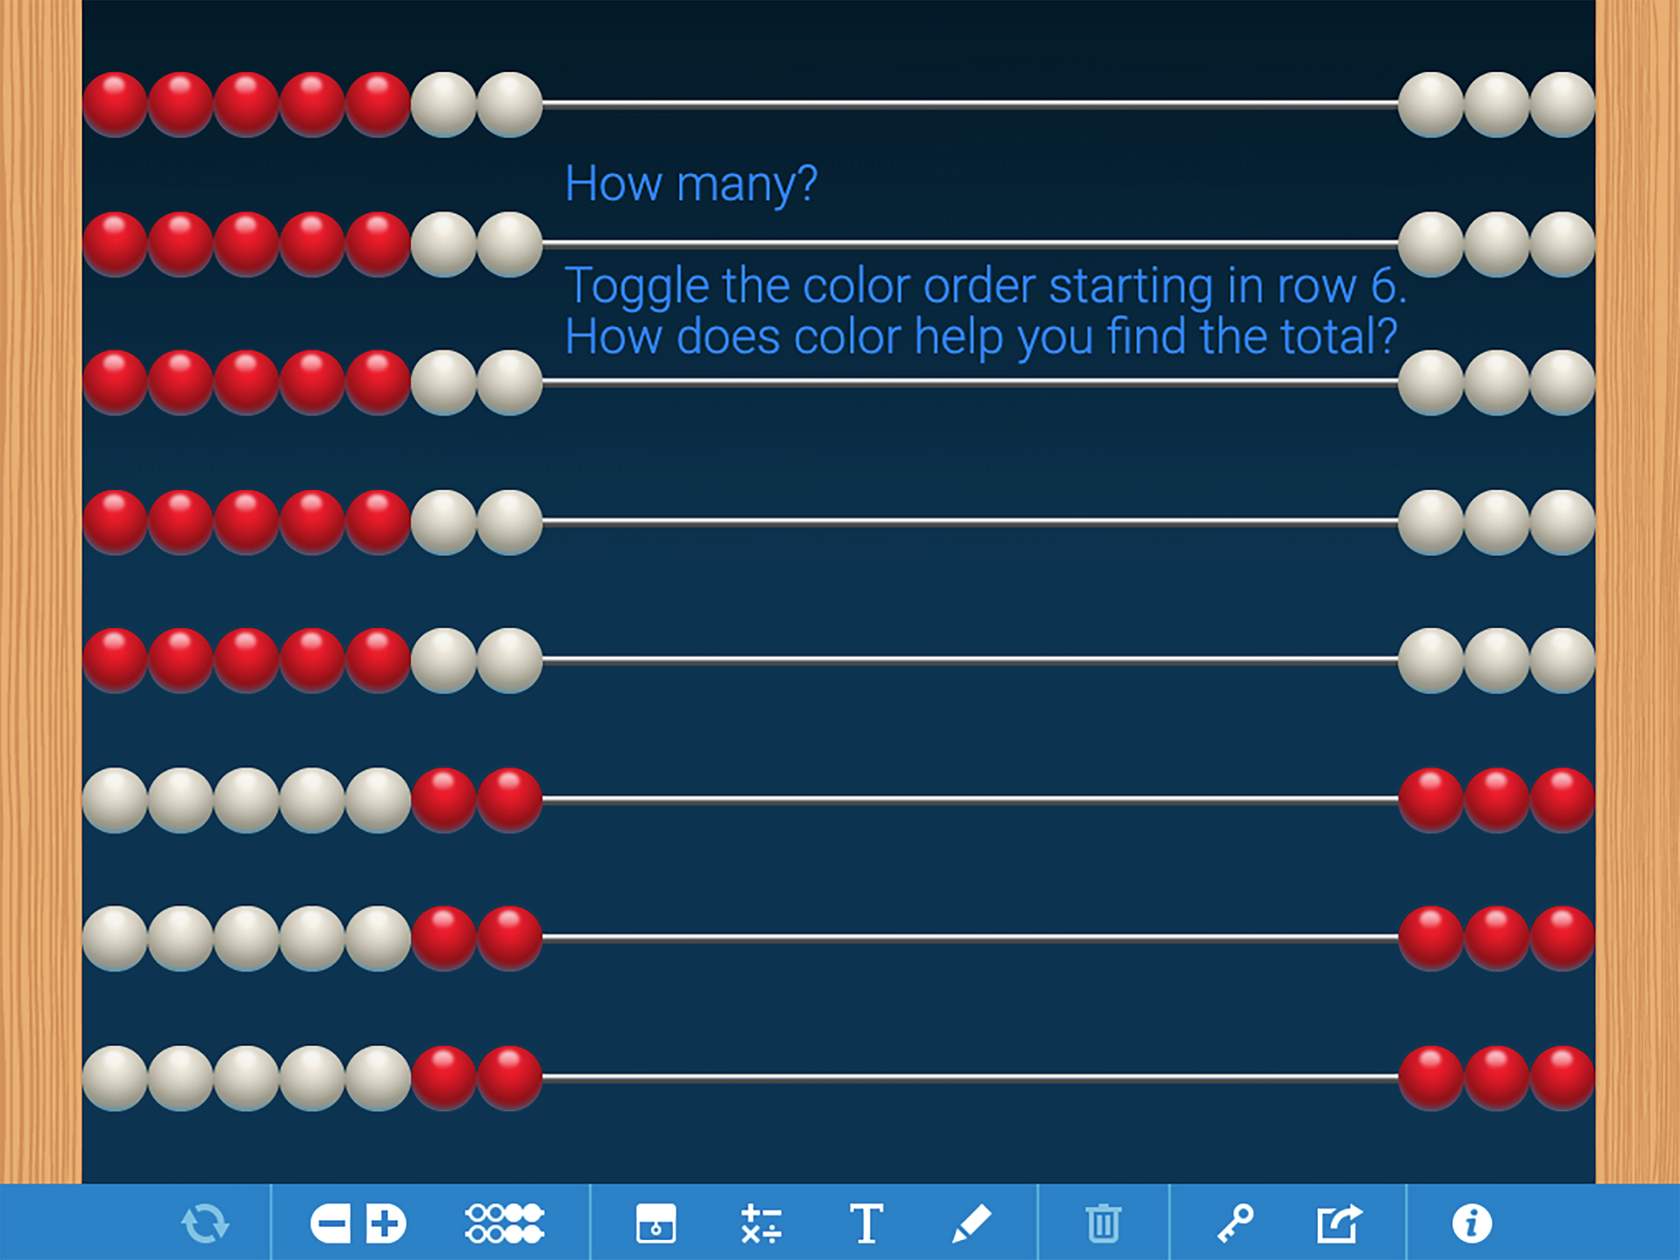 How many?
Toggle the color order starting in row 6.
How does color help you find the total?
T